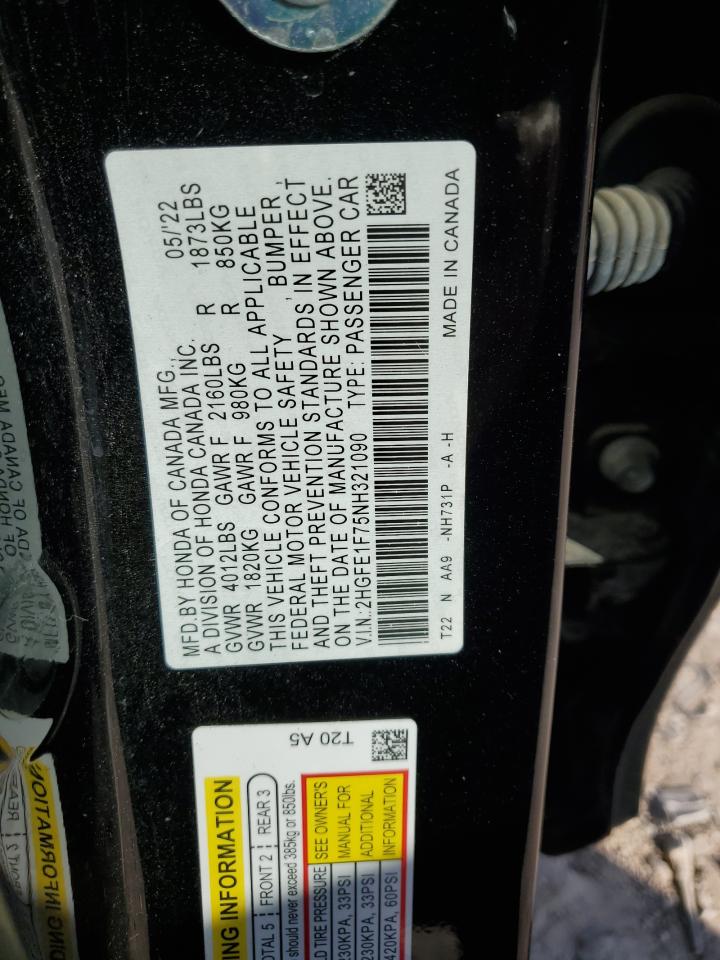 MFD.BY HONDA OF CANADA MFG., 05/'22
A DIVISION OF HONDA CANADA INC.
GVWR 4012LBS GAWR F 2160LBS R 1873LBS
GVWR 1820KG GAWR F 980KG R 850KG
THIS VEHICLE CONFORMS TO ALL APPLICABLE
FEDERAL MOTOR VEHICLE SAFETY , BUMPER ,
AND THEFT PREVENTION STANDARDS IN EFFECT
ON THE DATE OF MANUFACTURE SHOWN ABOVE.
V.I.N.:2HGFE1F75NH321090 TYPE: PASSENGER CAR
T22 N AA9 -NH731P -A -H MADE IN CANADA
T20 A5
INFORMATION
TOTAL 5 FRONT 2 REAR 3
should never exceed 385kg or 850lbs.
TIRE PRESSURE SEE OWNER'S
230KPA, 33PSI MANUAL FOR
230KPA, 33PSI ADDITIONAL
420KPA, 60PSI INFORMATION